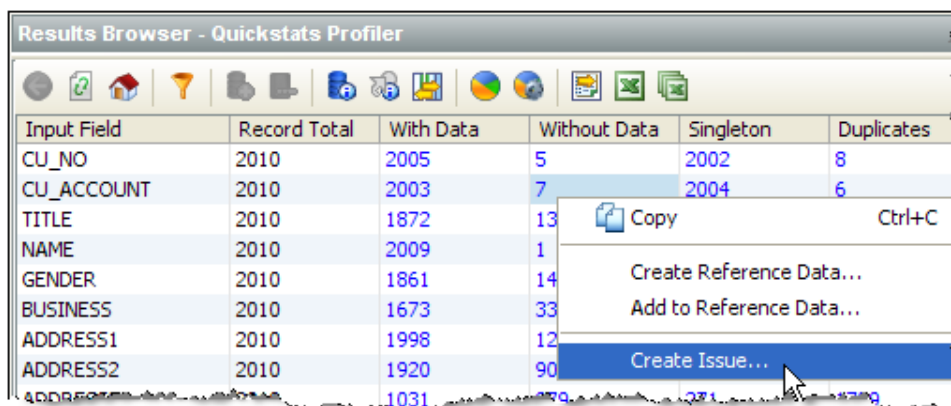 Results Browser - Quickstats Profiler
Input Field Record Total With Data Without Data Singleton Duplicates
CU_NO 2010 2005 5 2002 8
CU_ACCOUNT 2010 2003 7 2004 6
TITLE 2010 1872 13
Copy Ctrl+C
NAME 2010 2009 1
GENDER 2010 1861 14
Create Reference Data...
BUSINESS 2010 1673 33
Add to Reference Data...
ADDRESS1 2010 1998 12
ADDRESS2 2010 1920 90
Create Issue...
1031